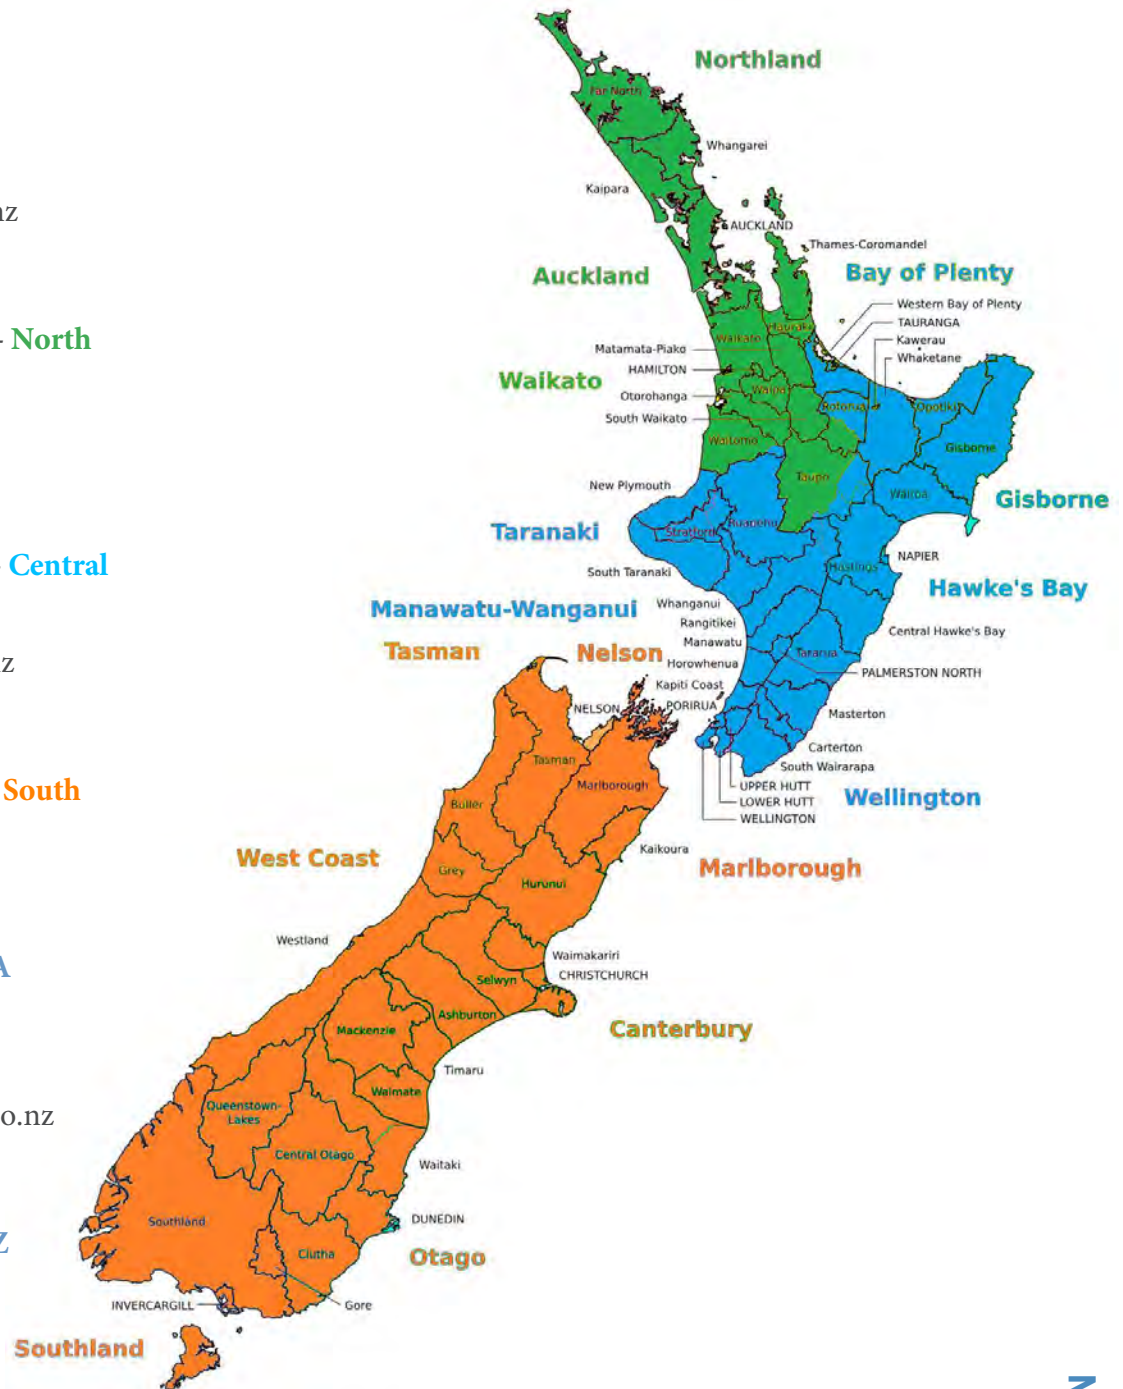 Northland
Far North
Whangarei
Kaipara
nz
AUCKLAND
Thames-Coromandel
Auckland
Bay of Plenty
Western Bay of Plenty
TAURANGA
Hauraki
- North
Waikato
Kawerau
Matamata-Piako
Whaketane
HAMILTON
Waikato
Waipa
Otorohanga
Rotorua
Opotiki
South Waikato
Waitomo
Gisborne
Taupo
New Plymouth
Wairoa
Gisborne
Taranaki
Stratford
Ruapehu
NAPIER
Central
South Taranaki
Hastings
Hawke's Bay
Manawatu-Wanganui
Whanganui
Rangitikei
Central Hawke's Bay
Manawatu
Tasman
Nelson
Tararua
z
Horowhenua
PALMERSTON NORTH
Kapiti Coast
NELSON
PORIRUA
Masterton
Carterton
Tasman
South Wairarapa
Marlborough
UPPER HUTT
South
Wellington
Buller
LOWER HUTT
WELLINGTON
Kaikoura
West Coast
Marlborough
Grey
Hurunui
Westland
Waimakariri
A
CHRISTCHURCH
Selwyn
Ashburton
Canterbury
Mackenzie
Timaru
Waimate
Queenstown-
Lakes
o.nz
Central Otago
Waitaki
Southland
DUNEDIN
Z
Clutha
Otago
INVERCARGILL
Gore
Southland
N